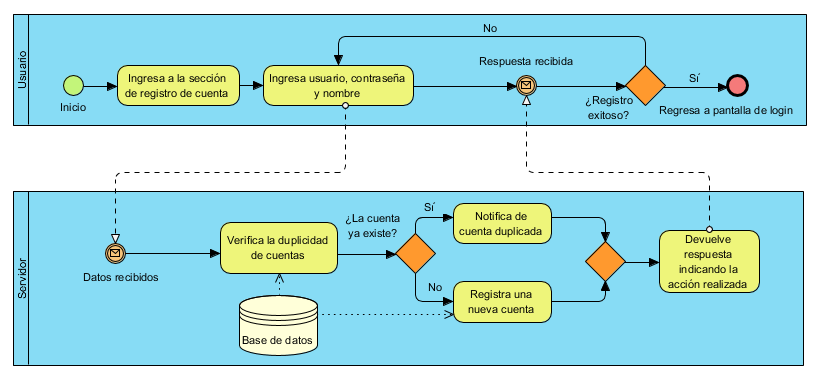 Usuario
Inicio
Ingresa a la sección
de registro de cuenta
Ingresa usuario, contraseña
y nombre
No
Respuesta recibida
¿Registro
exitoso?
Sí
Regresa a pantalla de login
Servidor
Datos recibidos
Verifica la duplicidad
de cuentas
¿La cuenta
ya existe?
Sí
Notifica de
cuenta duplicada
No
Registra una
nueva cuenta
Devuelve
respuesta
indicando la
acción realizada
Base de datos